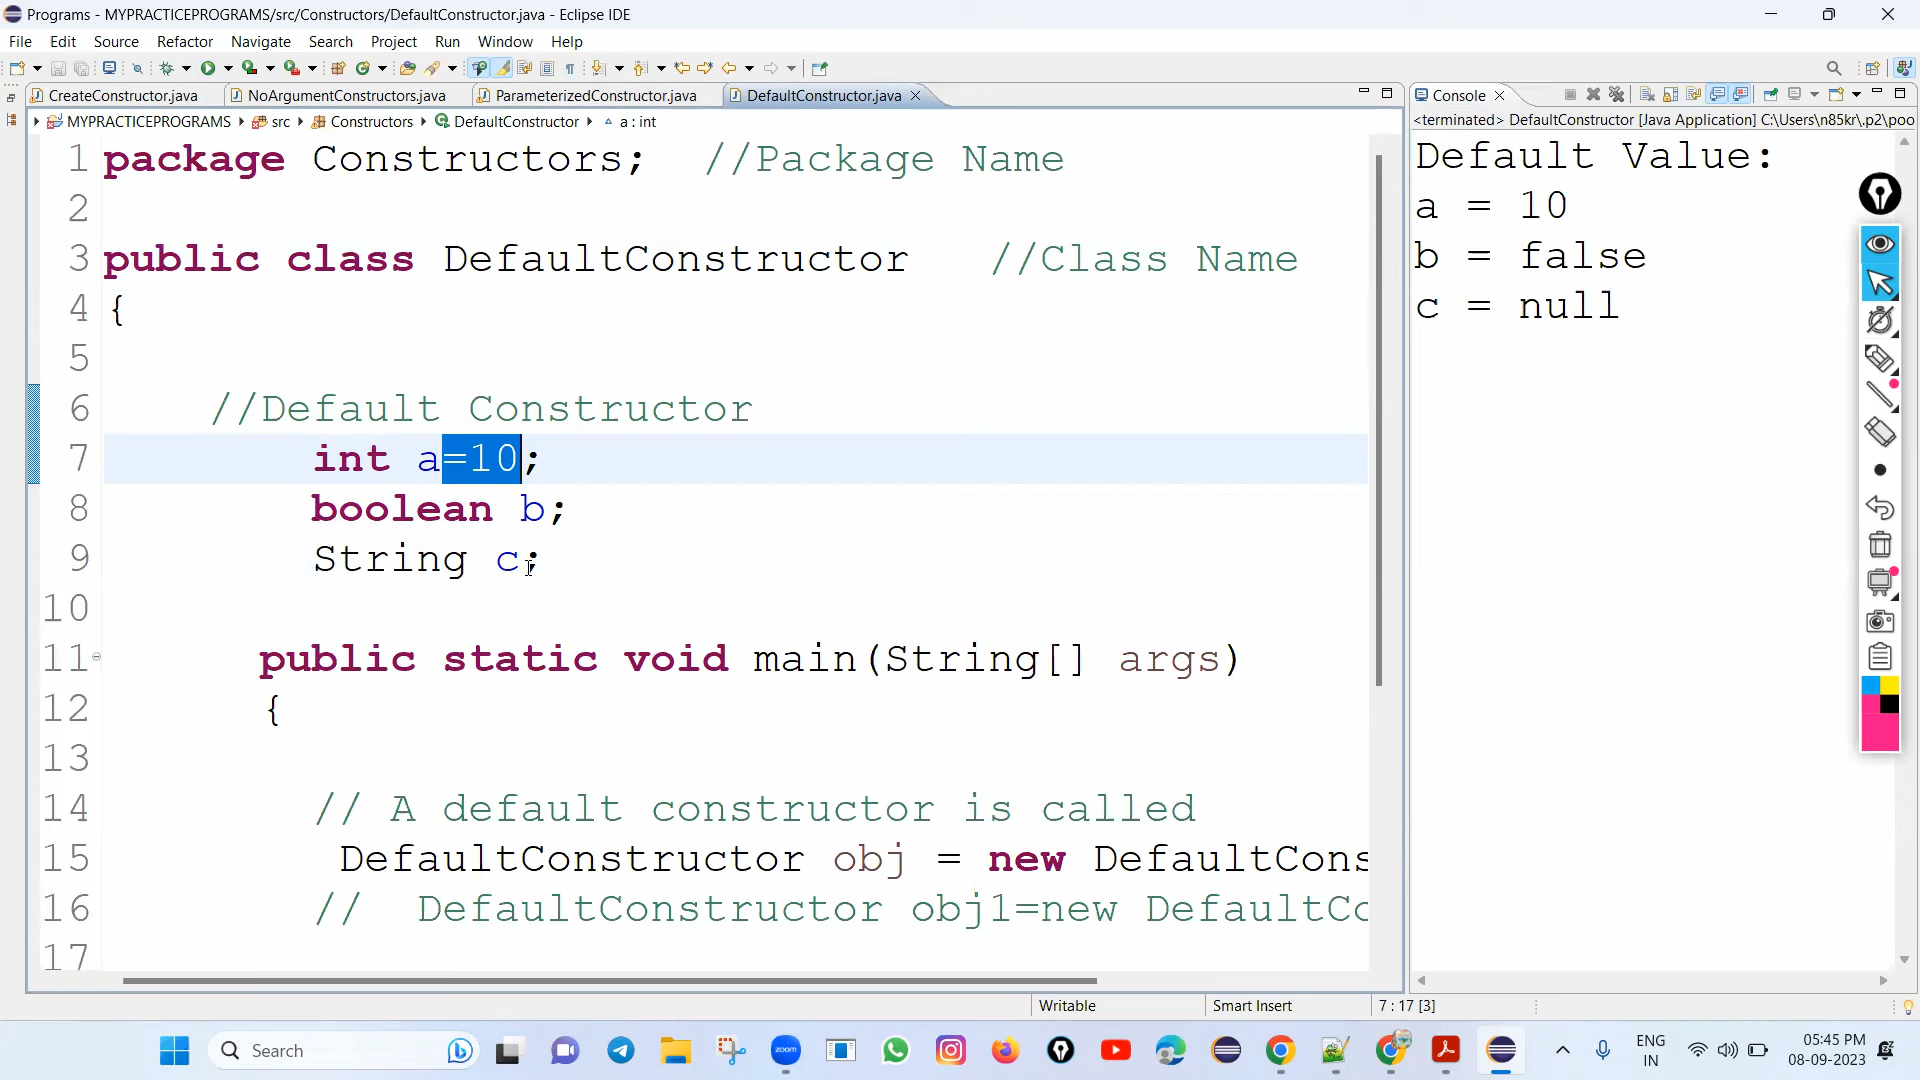 Programs - MYPRACTICEPROGRAMS/src/Constructors/DefaultConstructor.java - Eclipse IDE
File Edit Source Refactor Navigate Search Project Run Window Help
CreateConstructor.java NoArgumentConstructors.java ParameterizedConstructor.java DefaultConstructor.java
MYPRACTICEPROGRAMS src Constructors DefaultConstructor a : int
1 package Constructors; //Package Name
2
3 public class DefaultConstructor //Class Name
4 {
5
6 //Default Constructor
7 int a=10;
8 boolean b;
9 String c;
10
11 public static void main(String[] args)
12 {
13
14 // A default constructor is called
15 DefaultConstructor obj = new DefaultCons
16 // DefaultConstructor obj1=new DefaultCo
17
Console
<terminated> DefaultConstructor [Java Application] C:\Users\n85kr\.p2\poo
Default Value:
a = 10
b = false
c = null
Writable Smart Insert 7 : 17 [3]
Search
zoom
ENG
IN
05:45 PM
08-09-2023